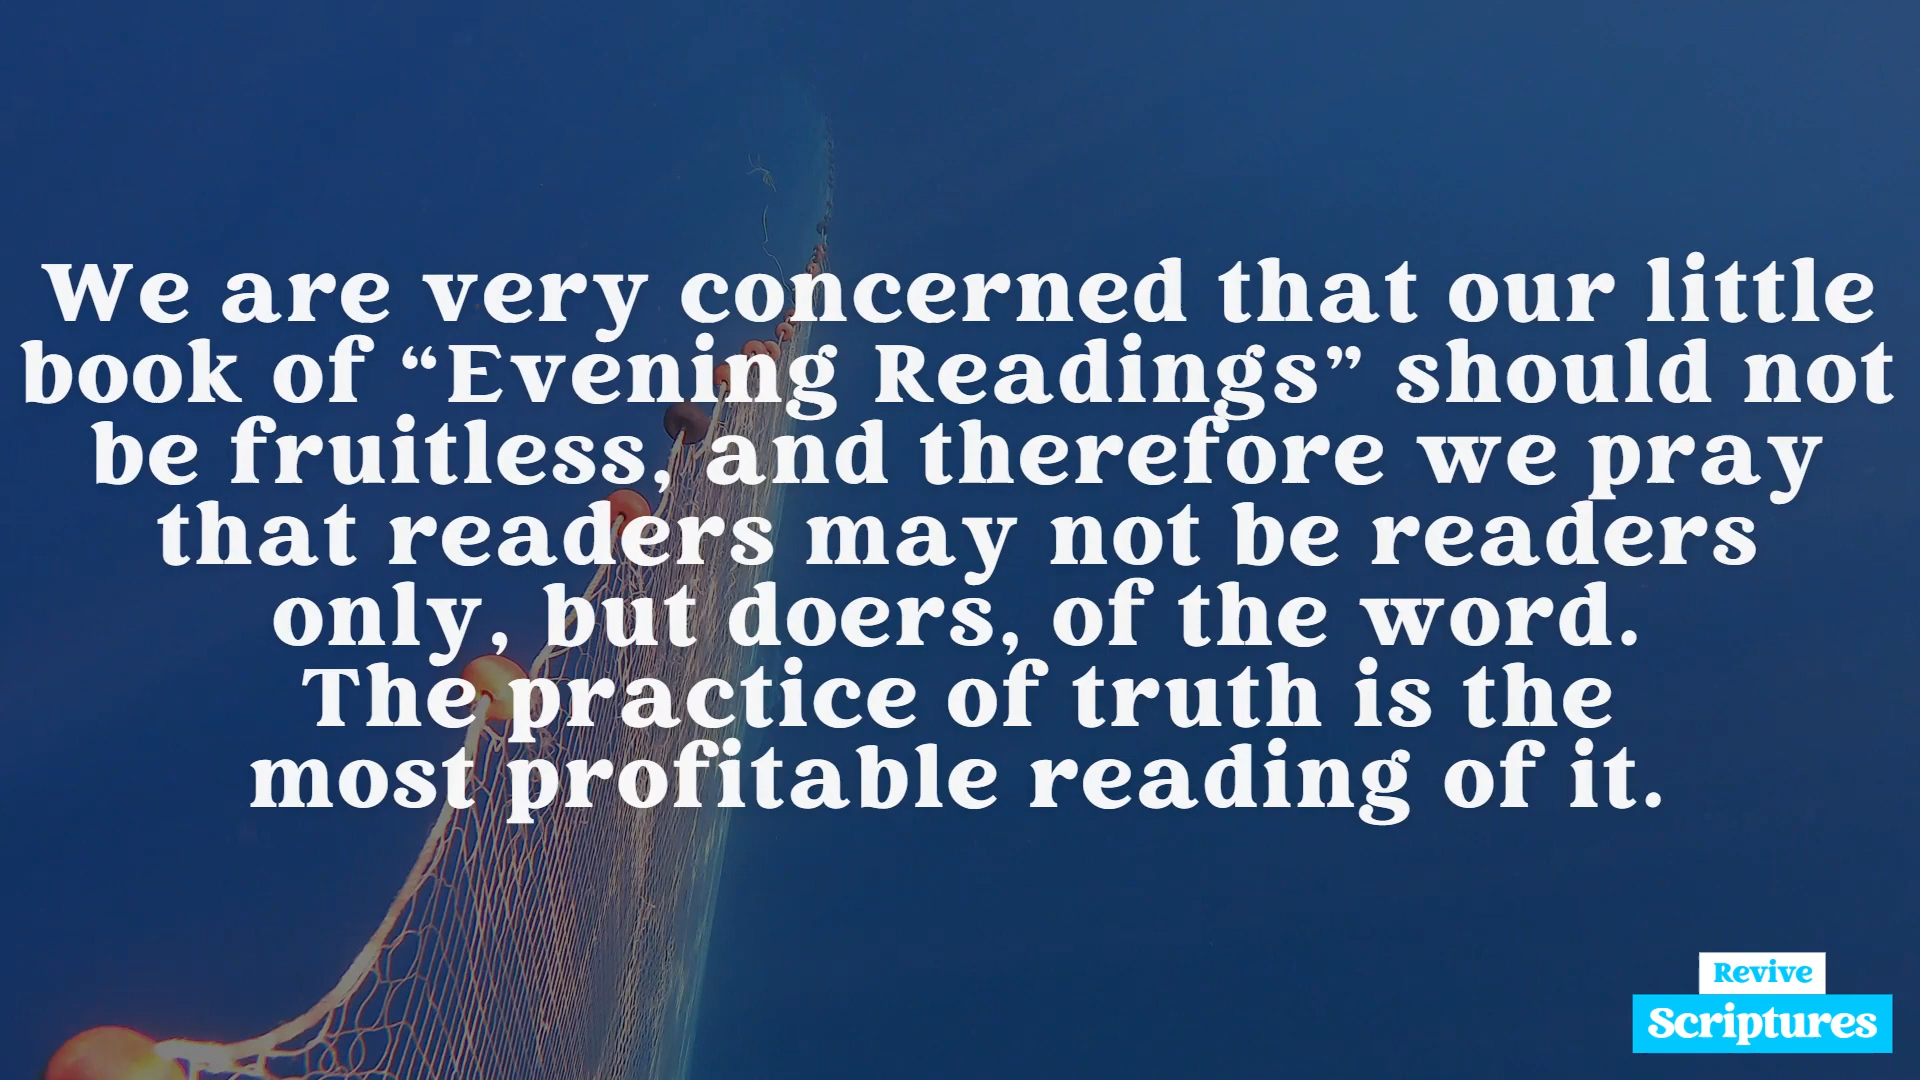 We are very concerned that our little
book of “Evening Readings” should not
be fruitless, and therefore we pray
that readers may not be readers
only, but doers, of the word.
The practice of truth is the
most profitable reading of it.
Revive
Scriptures